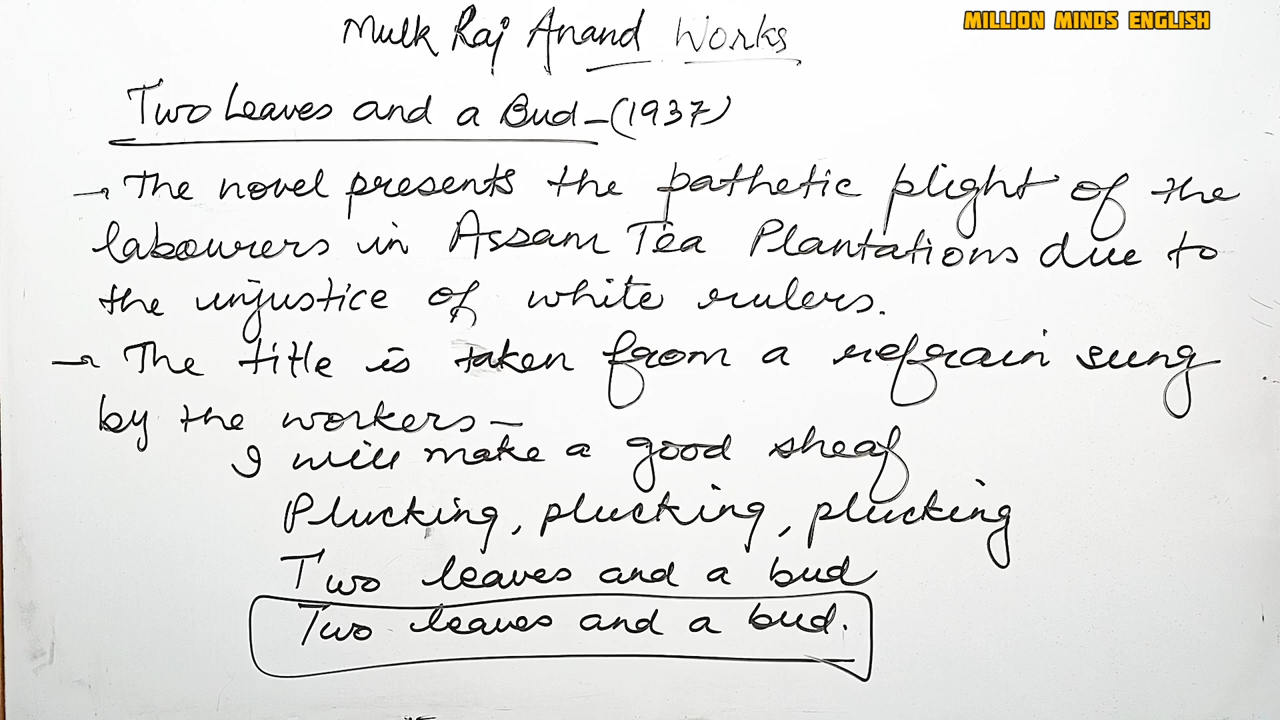 MILLION MINDS ENGLISH
Mulk Raj Anand Works
Two Leaves and a Bud - (1937)
→ The novel presents the pathetic plight of the
labourers in Assam Tea Plantations due to
the injustice of white rulers.
→ The title is taken from a refrain sung
by the workers -
I will make a good sheaf
Plucking, plucking, plucking
Two leaves and a bud
Two leaves and a bud.